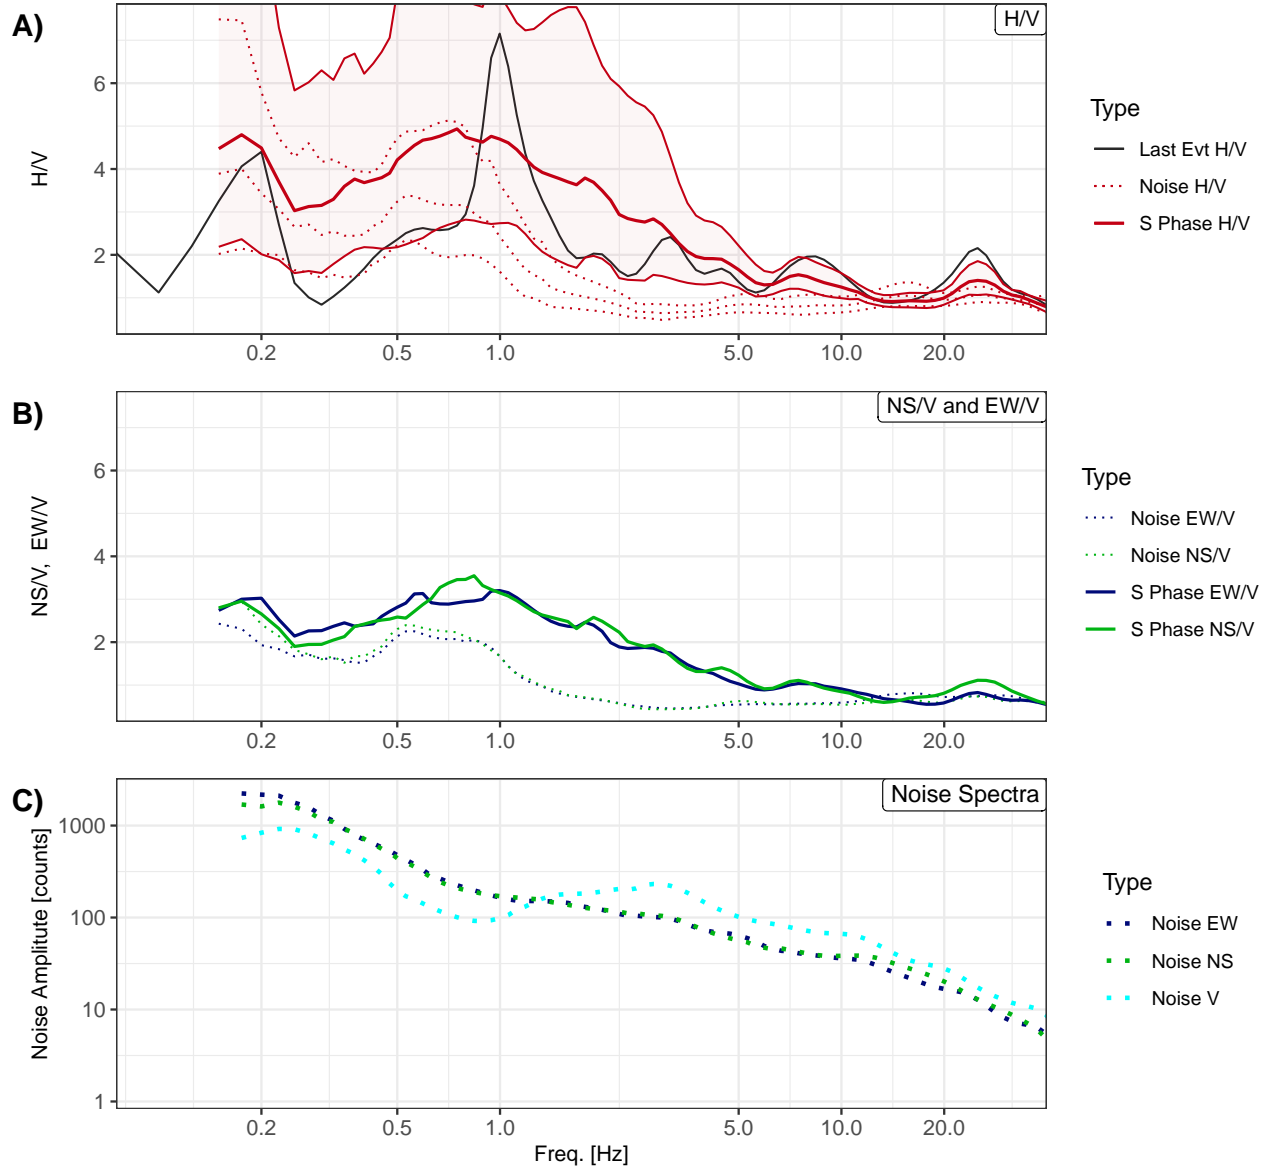 A)
H/V
H/V
6
4
2
0.2 0.5 1.0 5.0 10.0 20.0
Type
Last Evt H/V
Noise H/V
S Phase H/V
B)
NS/V and EW/V
NS/V, EW/V
6
4
2
0.2 0.5 1.0 5.0 10.0 20.0
Type
Noise EW/V
Noise NS/V
S Phase EW/V
S Phase NS/V
C)
Noise Spectra
Noise Amplitute [counts]
1000
100
10
1
0.2 0.5 1.0 5.0 10.0 20.0
Freq. [Hz]
Type
Noise EW
Noise NS
Noise V